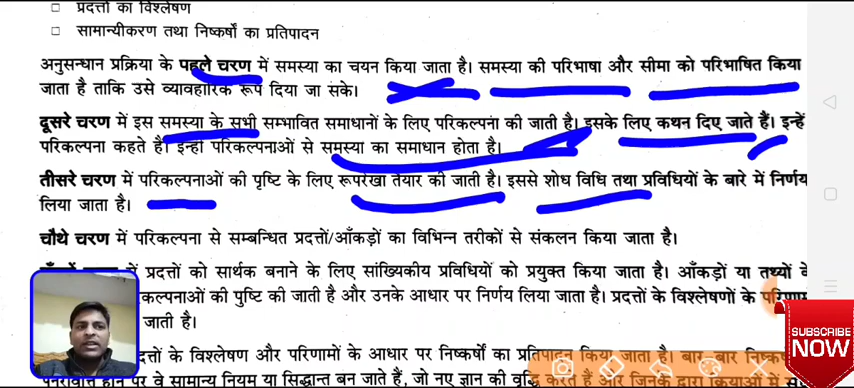 □ प्रदत्तों का विश्लेषण
□ सामान्यीकरण तथा निष्कर्षों का प्रतिपादन
अनुसन्धान प्रक्रिया के पहले चरण में समस्या का चयन किया जाता है। समस्या की परिभाषा और सीमा को परिभाषित किया
जाता है ताकि उसे व्यावहारिक रूप दिया जा सके।
दूसरे चरण में इस समस्या के सभी सम्भावित समाधानों के लिए परिकल्पना की जाती है। इसके लिए कथन दिए जाते हैं। इन्हें
परिकल्पना कहते हैं। इन्हीं परिकल्पनाओं से समस्या का समाधान होता है।
तीसरे चरण में परिकल्पनाओं की पृष्टि के लिए रूपरेखा तैयार की जाती है। इससे शोध विधि तथा प्रविधियों के बारे में निर्णय
लिया जाता है।
चौथे चरण में परिकल्पना से सम्बन्धित प्रदत्तों/आँकड़ों का विभिन्न तरीकों से संकलन किया जाता है।
में प्रदत्तों को सार्थक बनाने के लिए सांख्यिकीय प्रविधियों को प्रयुक्त किया जाता है। आँकड़ों या तथ्यों के
की पुष्टि की जाती है और उनके आधार पर निर्णय लिया जाता है। प्रदत्तों के विश्लेषणों के परिणाम
जाती है।
के विश्लेषण और परिणामों के आधार पर निष्कर्षों का प्रतिपादन किया जाता है। बार बार
पर वे सामान्य नियम या सिद्धान्त बन जाते हैं, जो नए ज्ञान की वृद्धि करते हैं और जिनके द्वारा क्रियाओं में
SUBSCRIBE
NOW